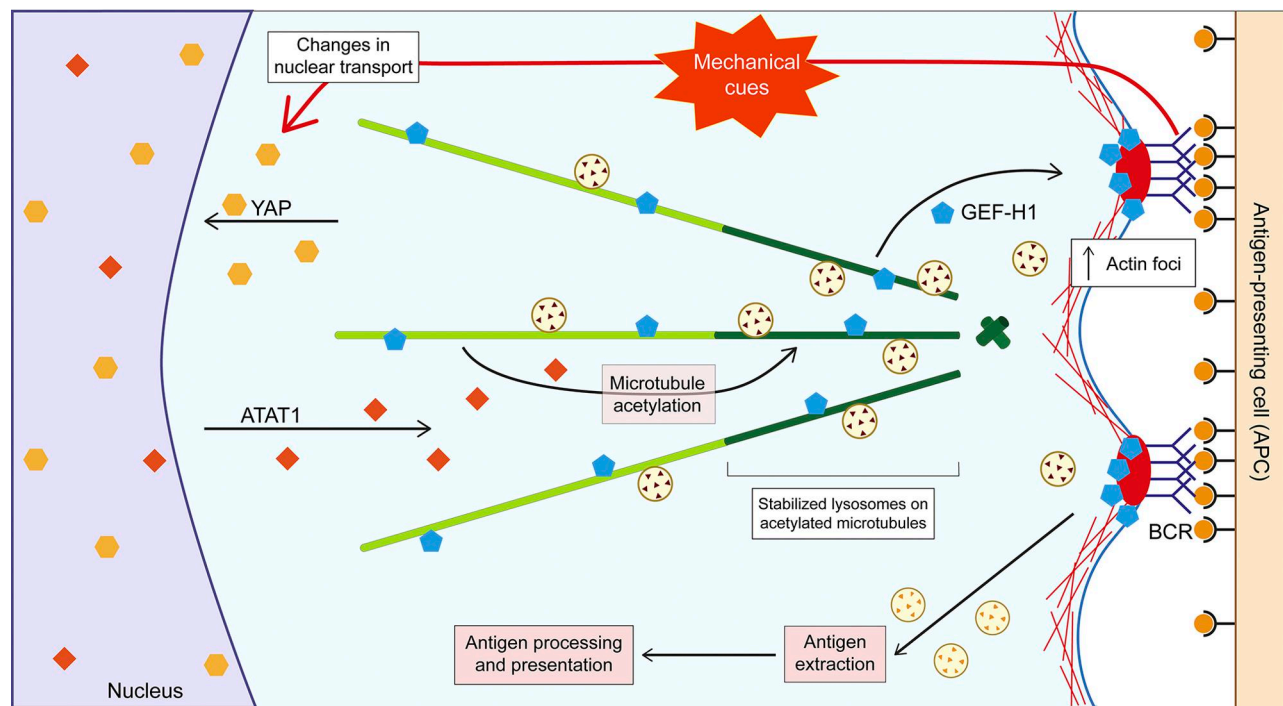 Changes in
nuclear transport
Mechanical
cues
YAP
GEF-H1
Actin foci
Antigen-presenting cell (APC)
Microtubule
acetylation
ATAT1
Stabilized lysosomes on
acetylated microtubules
BCR
Antigen processing
and presentation
Antigen
extraction
Nucleus